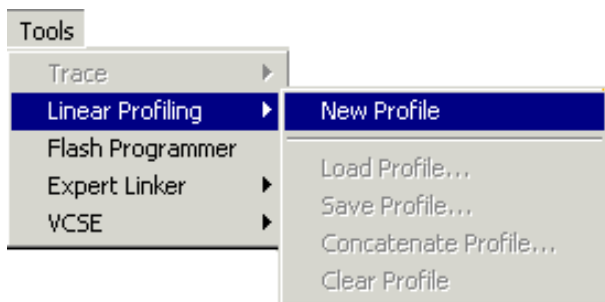 Tools
Trace
Linear Profiling
Flash Programmer
Expert Linker
VCSE
New Profile
Load Profile...
Save Profile...
Concatenate Profile...
Clear Profile